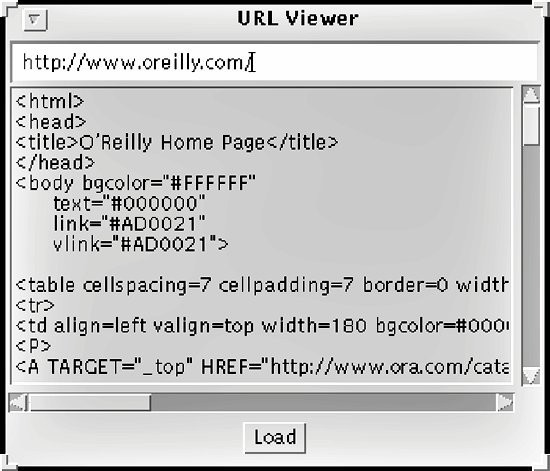 URL Viewer
http://www.oreilly.com/
<html>
<head>
<title>O'Reilly Home Page</title>
</head>
<body bgcolor="#FFFFFF"
text="#000000"
link="#AD0021"
vlink="#AD0021">
<table cellspacing=7 cellpadding=7 border=0 width
<tr>
<td align=left valign=top width=180 bgcolor=#000
<P>
<A TARGET="_top" HREF="http://www.ora.com/cata
Load